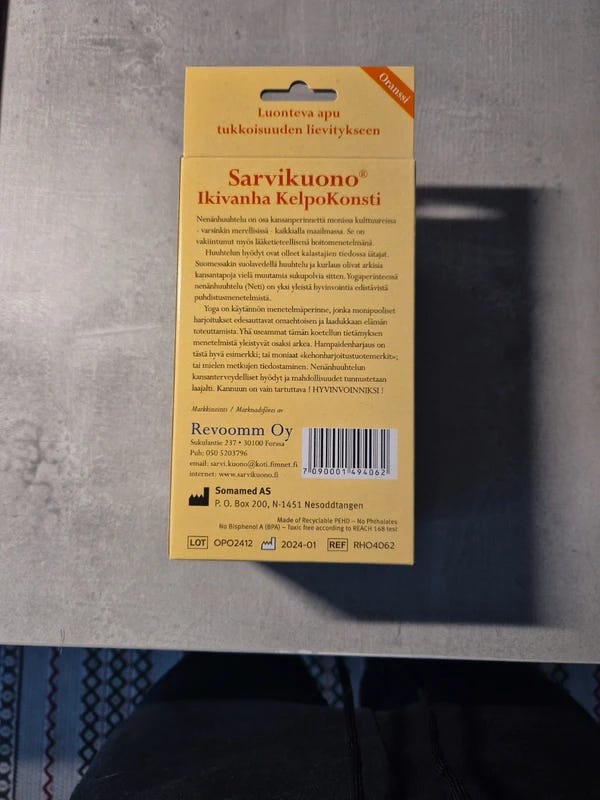 Oranssi
Luonteva apu
tukkoisuuden lievitykseen
Sarvikuono®
Ikivanha KelpoKonsti
Nenänhuuhtelu on osa kansanperinnettä monissa kulttuureissa
- varsinkin merellisissä - kaikkialla maailmassa. Se on
vakiintunut myös lääketieteellisenä hoitomenetelmänä.
Huuhtelun hyödyt ovat olleet kalastajien tiedossa iätajat.
Suomessakin suolavedellä huuhtelu ja kurlaus olivat arkisia
kansantapoja vielä muutamia sukupolvia sitten. Yogaperinteessä
nenänhuuhtelu (Neti) on yksi yleistä hyvinvointia edistävistä
puhdistusmenetelmistä.
Yoga on käytännön menetelmäperinne, jonka monipuoliset
harjoitukset edesauttavat omaehtoisen ja laadukkaan elämän
toteuttamista. Yhä useammat tämän koetellun tietämyksen
menetelmistä yleistyvät osaksi arkea. Hampaidenharjaus on
tästä hyvä esimerkki; tai moniaat «kehonharjoitustuotemerkit»;
tai mielen metkujen tiedostaminen. Nenänhuuhtelun
kansanterveydelliset hyödyt ja mahdollisuudet tunnustetaan
laajalti. Kannuun on vain tartuttava ! HYVINVOINNIKSI !
Markkinointi / Marknadsföres av
Revoomm Oy
Sukulantie 237 • 30100 Forssa
Puh: 050 5203796
email: sarvi.kuono@koti.fimnet.fi
internet: www.sarvikuono.fi
7 090001 494062
Somamed AS
P. O. Box 200, N-1451 Nesoddtangen
Made of Recyclable PEHD – No Phthalates
No Bisphenol A (BPA) – Toxic free according to REACH 168 test
LOT OPO2412 2024-01 REF RHO4062